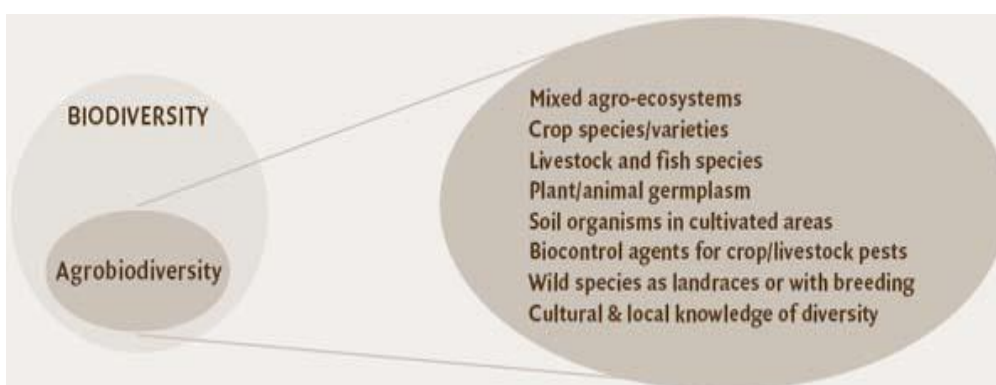 BIODIVERSITY
Agrobiodiversity
Mixed agro-ecosystems
Crop species/varieties
Livestock and fish species
Plant/animal germplasm
Soil organisms in cultivated areas
Biocontrol agents for crop/livestock pests
Wild species as landraces or with breeding
Cultural & local knowledge of diversity